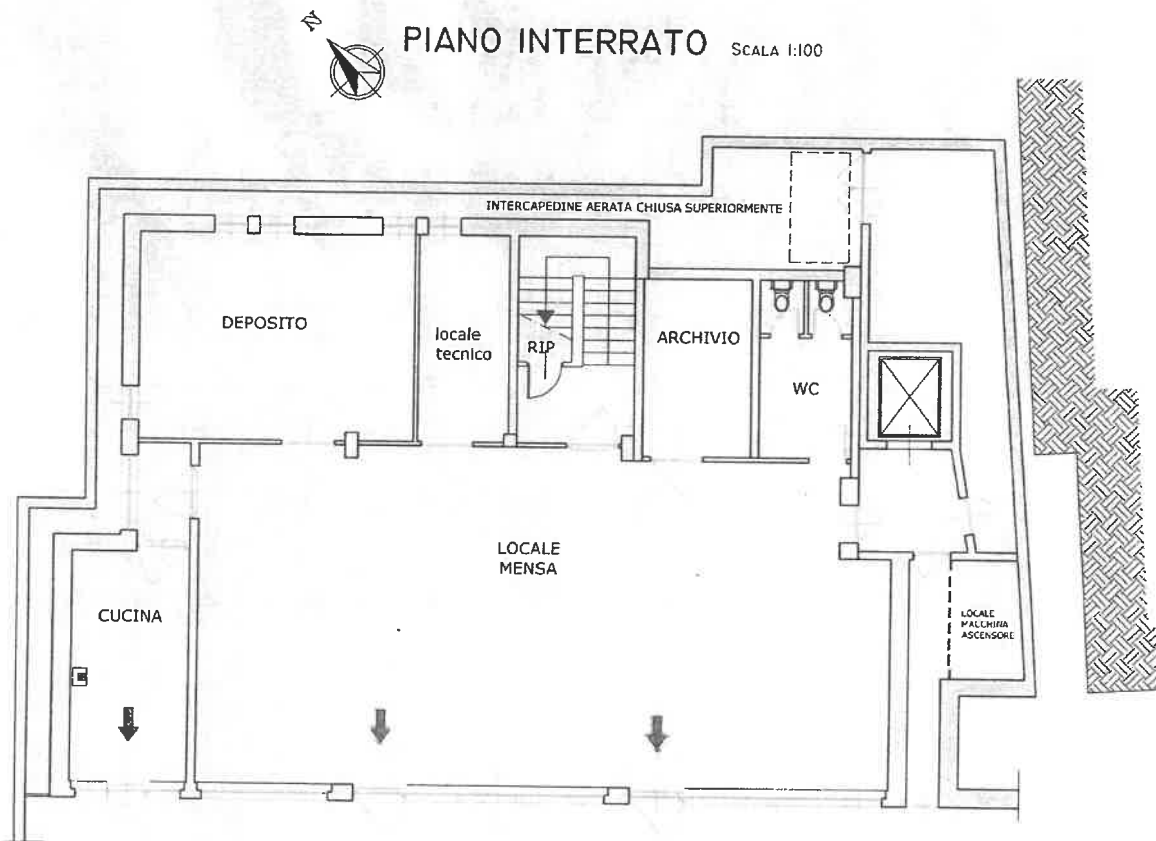 N
PIANO INTERRATO SCALA 1:100
INTERCAPEDINE AERATA CHIUSA SUPERIORMENTE
DEPOSITO
locale
tecnico
RIP
ARCHIVIO
WC
LOCALE
MENSA
CUCINA
LOCALE
MACCHINA
ASCENSORE